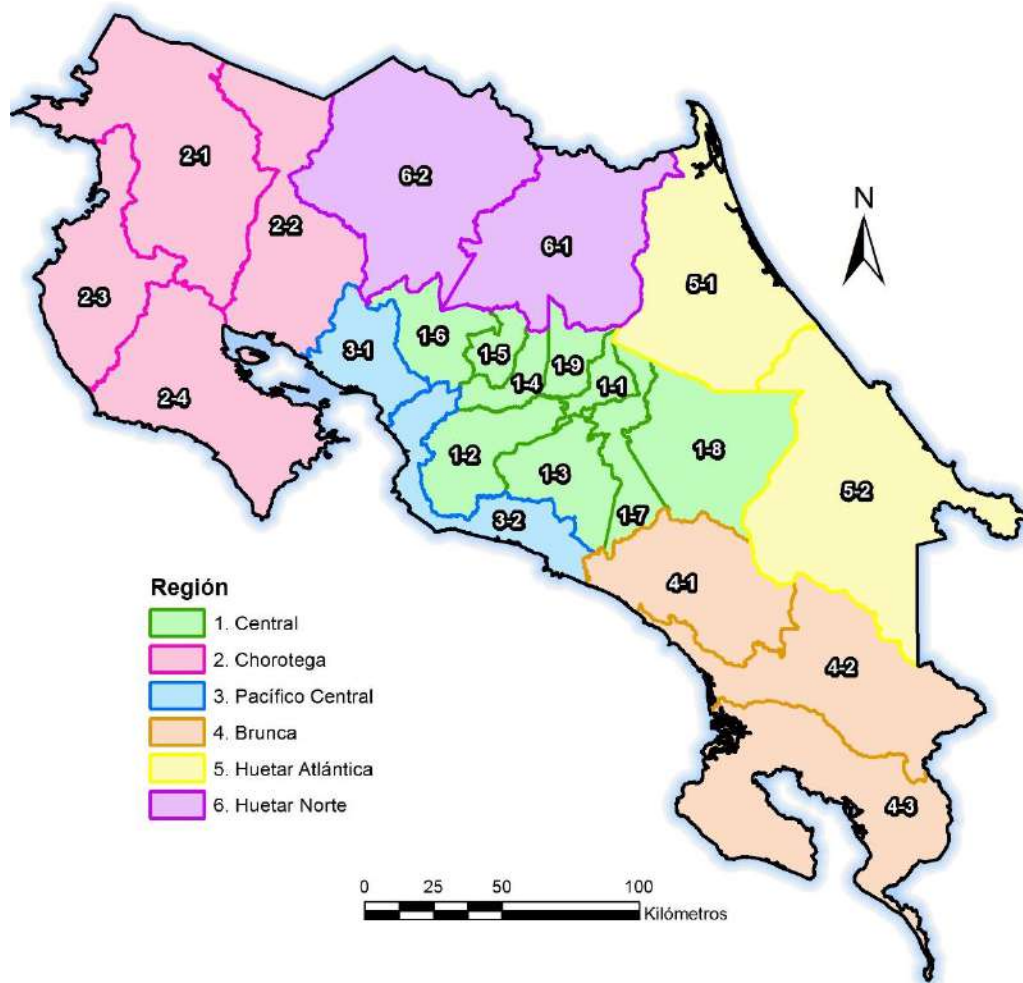 2-1
6-2
2-2
6-1
5-1
2-3
3-1
1-6
1-5
1-9
1-4
1-1
2-4
1-2
1-3
1-8
5-2
3-2
1-7
4-1
4-2
4-3
N
Región
1. Central
2. Chorotega
3. Pacífico Central
4. Brunca
5. Huetar Atlántica
6. Huetar Norte
0 25 50 100
Kilómetros